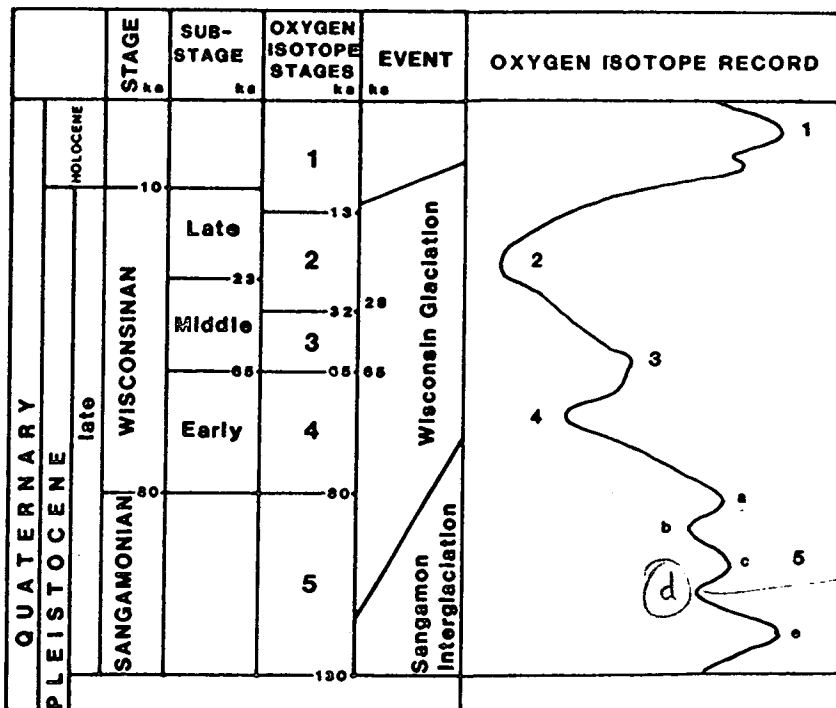 STAGE ka
SUB-
STAGE
ka
OXYGEN
ISOTOPE
STAGES
ka
EVENT
ka
OXYGEN ISOTOPE RECORD
QUATERNARY
HOLOCENE
PLEISTOCENE
late
WISCONSINAN
SANGAMONIAN
10
80
Late
23
Middle
65
Early
1
13
2
32
3
65
4
80
5
130
28
65
Wisconsin Glaciation
Sangamon
Interglaciation
1
2
3
4
a
b
c
5
d
e